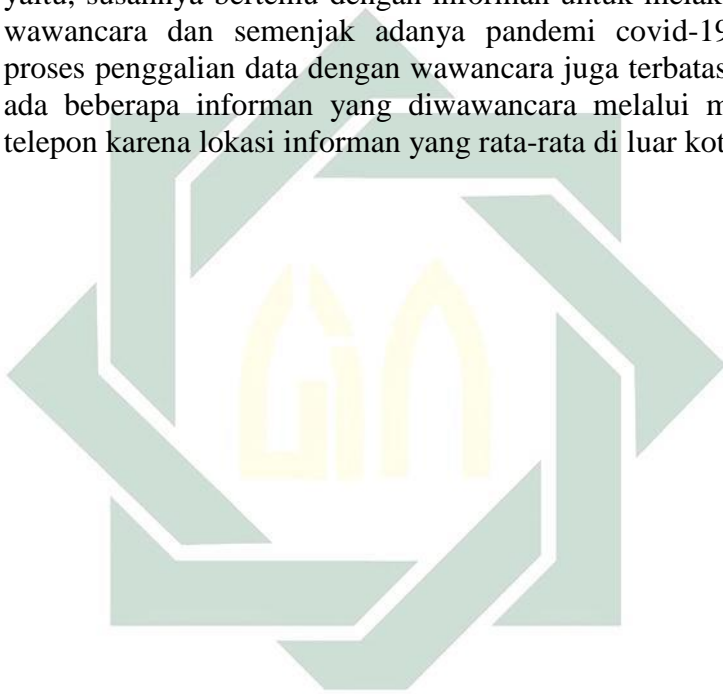 yaitu, susahnya bertemu dengan informan untuk melak
wawancara dan semenjak adanya pandemi covid-19
proses penggalian data dengan wawancara juga terbatas
ada beberapa informan yang diwawancara melalui m
telepon karena lokasi informan yang rata-rata di luar kot
UIN